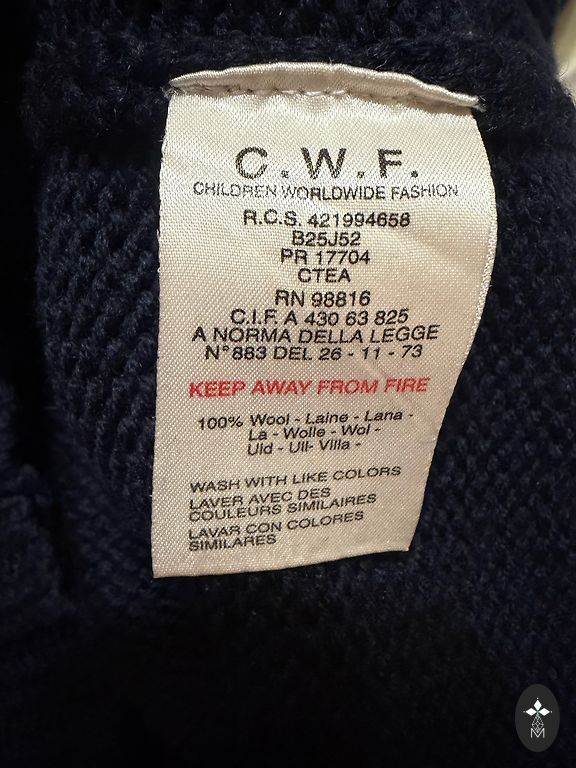 C.W.F.
CHILDREN WORLDWIDE FASHION
R.C.S. 421994658
B25J52
PR 17704
CTEA
RN 98816
C.I.F. A 430 63 825
A NORMA DELLA LEGGE
N°883 DEL 26 - 11 - 73
KEEP AWAY FROM FIRE
100% Wool - Laine - Lana -
La - Wolle - Wol -
Uld - Ull- Villa -
WASH WITH LIKE COLORS
LAVER AVEC DES
COULEURS SIMILAIRES
LAVAR CON COLORES
SIMILARES
M